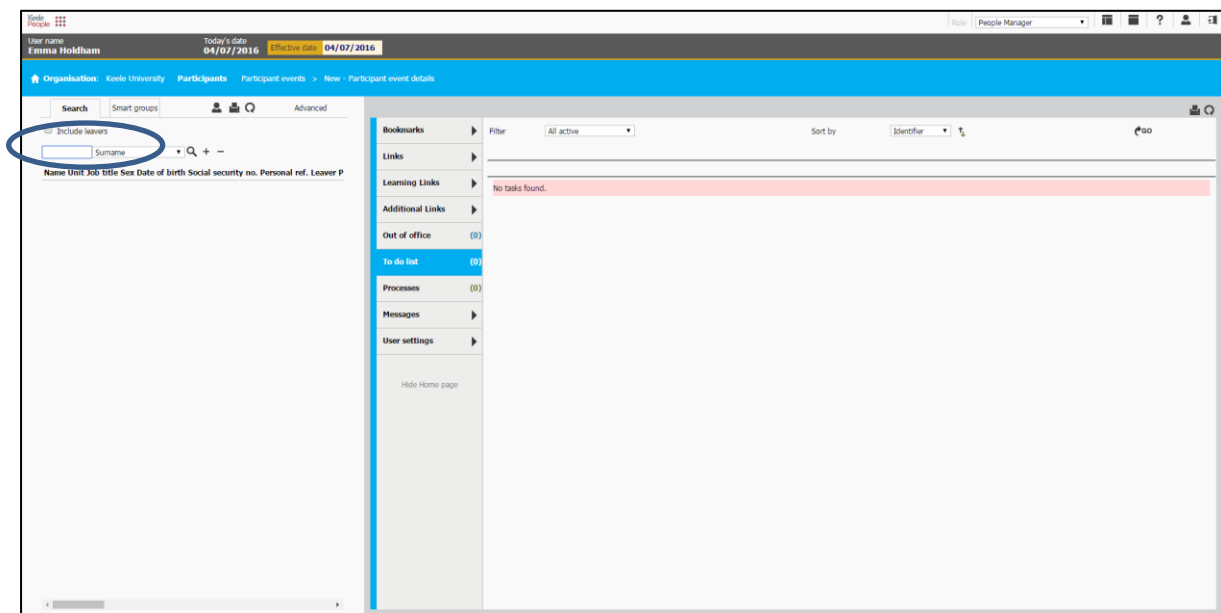 Keele
People
Role People Manager ?
User name
Emma Holdham
Today's date
04/07/2016
Effective date 04/07/2016
Organisation: Keele University Participants Participant events > New - Participant event details
Search Smart groups Advanced
Include leavers
Surname
Name Unit Job title Sex Date of birth Social security no. Personal ref. Leaver P
Bookmarks
Links
Learning Links
Additional Links
Out of office (0)
To do list (0)
Processes (0)
Messages
User settings
Hide Home page
Filter All active Sort by Identifier GO
No tasks found.